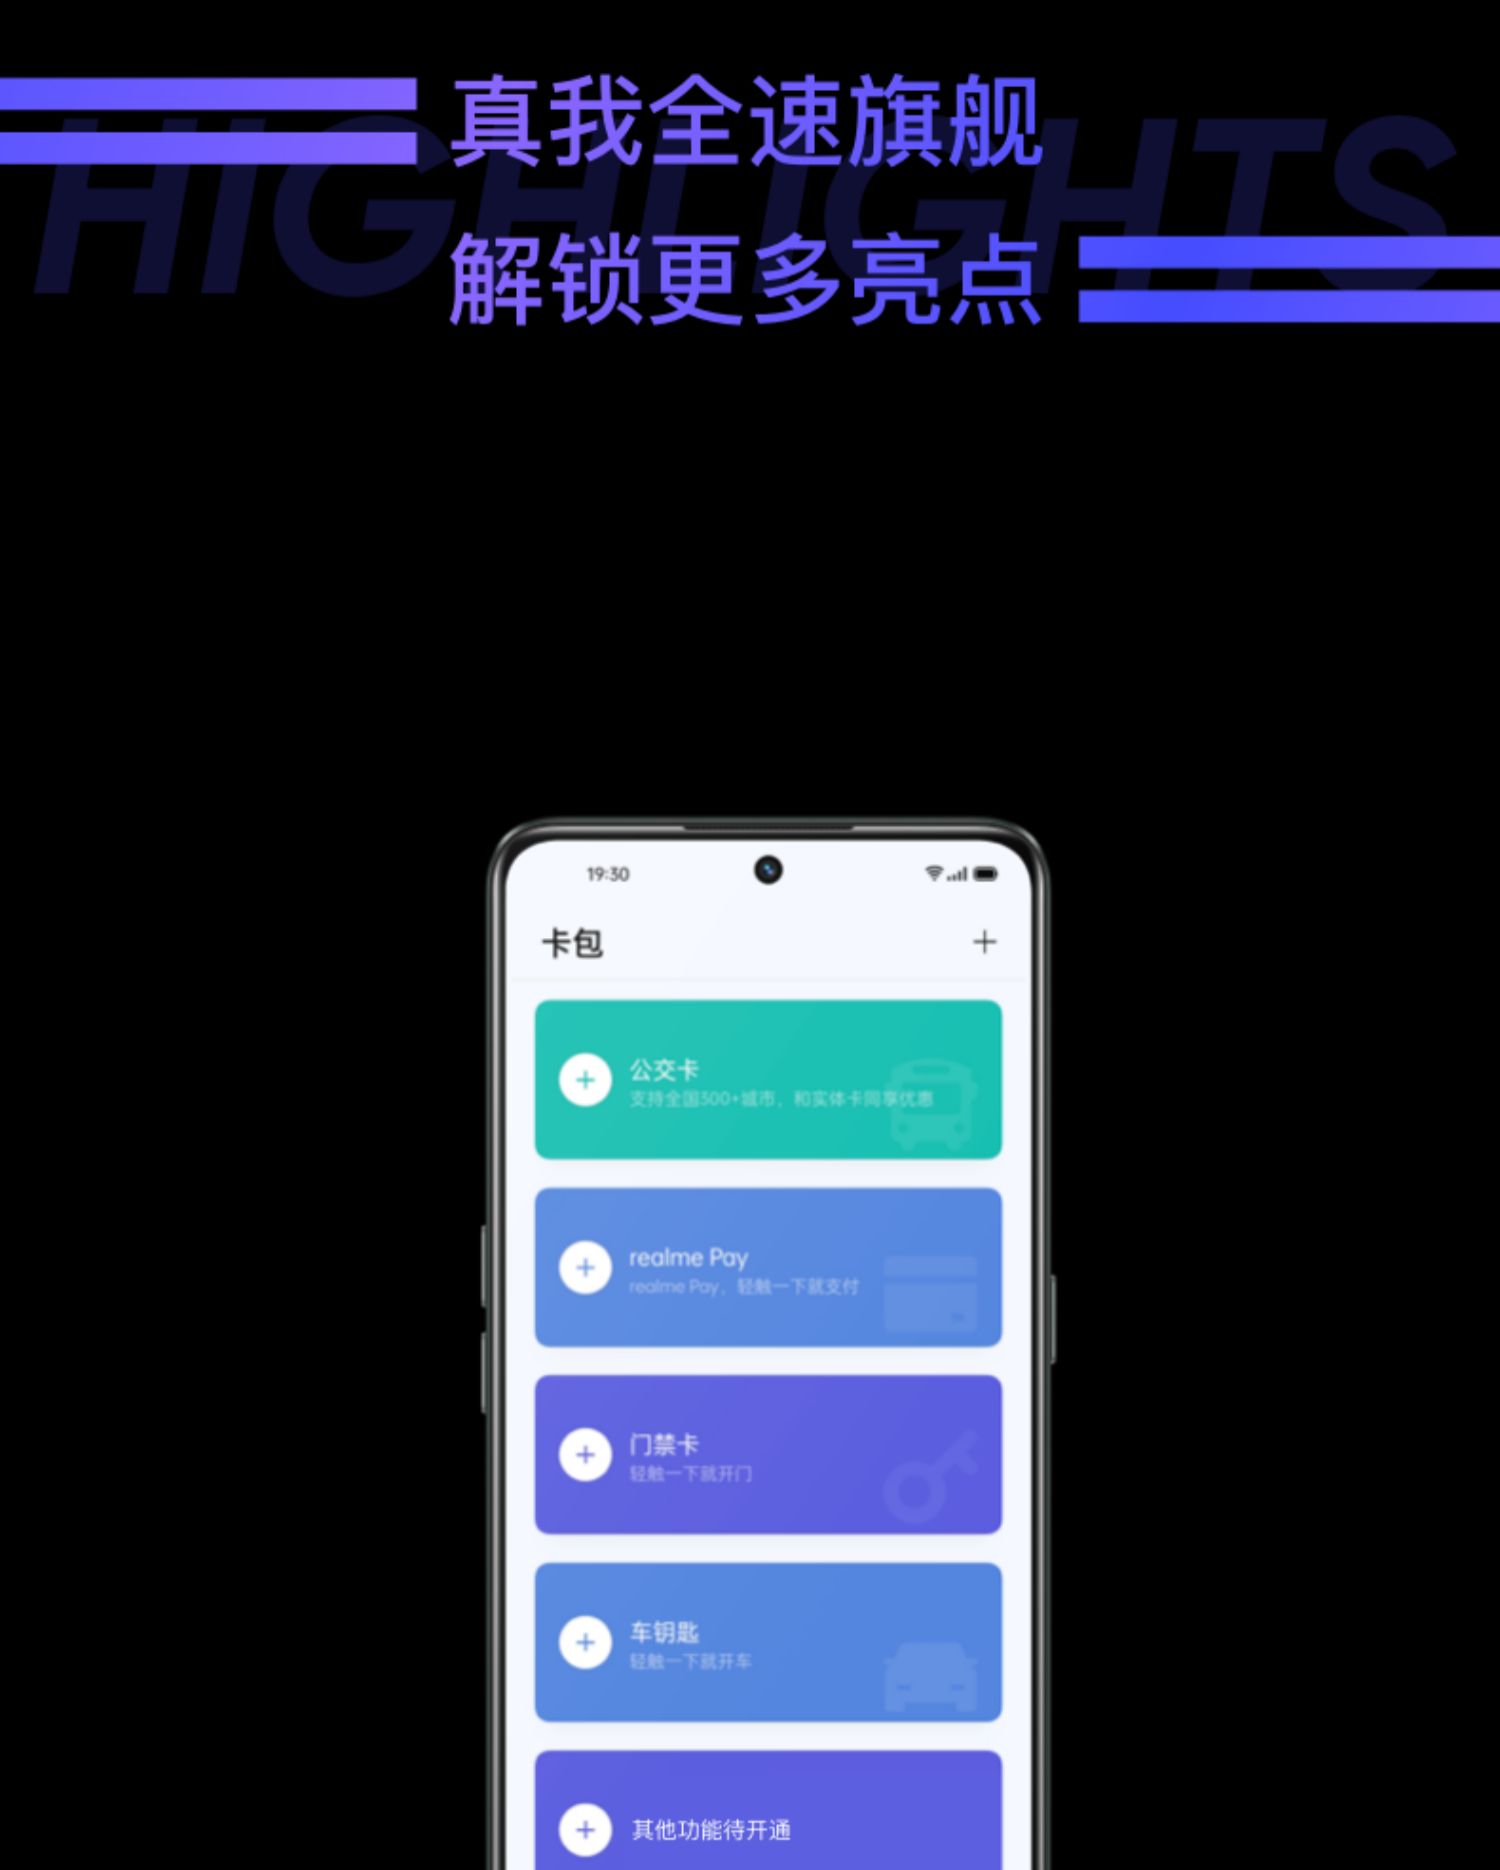 HIGHLIGHTS
真我全速旗舰
解锁更多亮点
19:30
卡包
公交卡
支持全国300+城市，和实体卡同享优惠
realme Pay
realme Pay，轻触一下就支付
门禁卡
轻触一下就开门
车钥匙
轻触一下就开车
其他功能待开通